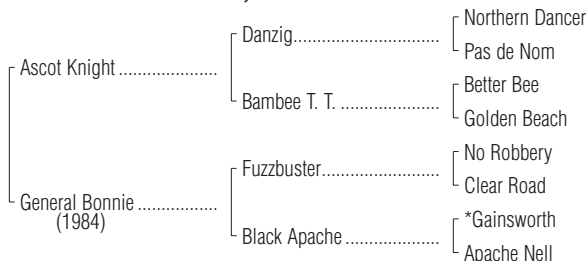 Northern Dancer
Danzig..............................
Pas de Nom
Ascot Knight ....................
Better Bee
Bambee T. T. ....................
Golden Beach
No Robbery
Fuzzbuster........................
Clear Road
General Bonnie ................
(1984)
*Gainsworth
Black Apache ...................
Apache Nell